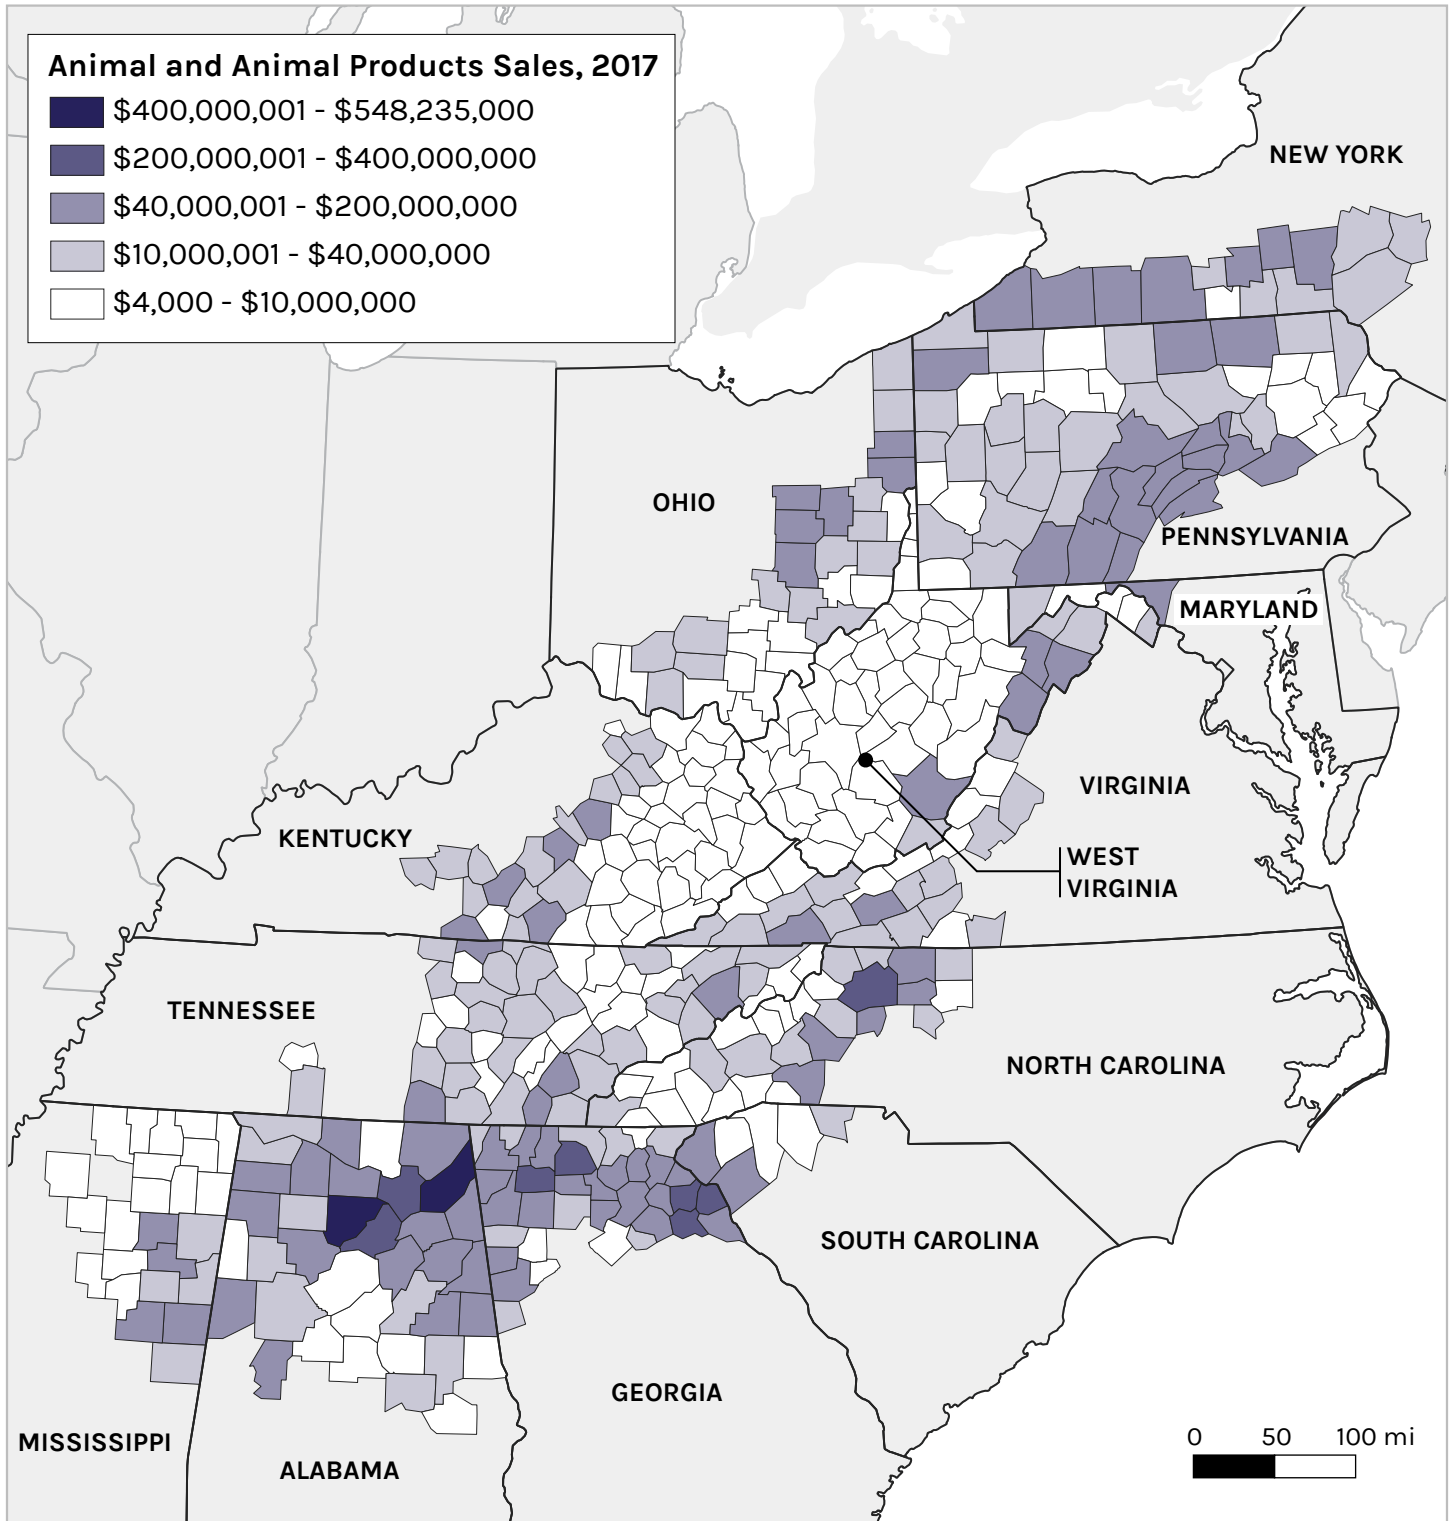 Animal and Animal Products Sales, 2017
$400,000,001 - $548,235,000
$200,000,001 - $400,000,000
$40,000,001 - $200,000,000
$10,000,001 - $40,000,000
$4,000 - $10,000,000
NEW YORK
OHIO
PENNSYLVANIA
MARYLAND
VIRGINIA
KENTUCKY
WEST
VIRGINIA
TENNESSEE
NORTH CAROLINA
SOUTH CAROLINA
GEORGIA
MISSISSIPPI
ALABAMA
0 50 100 mi